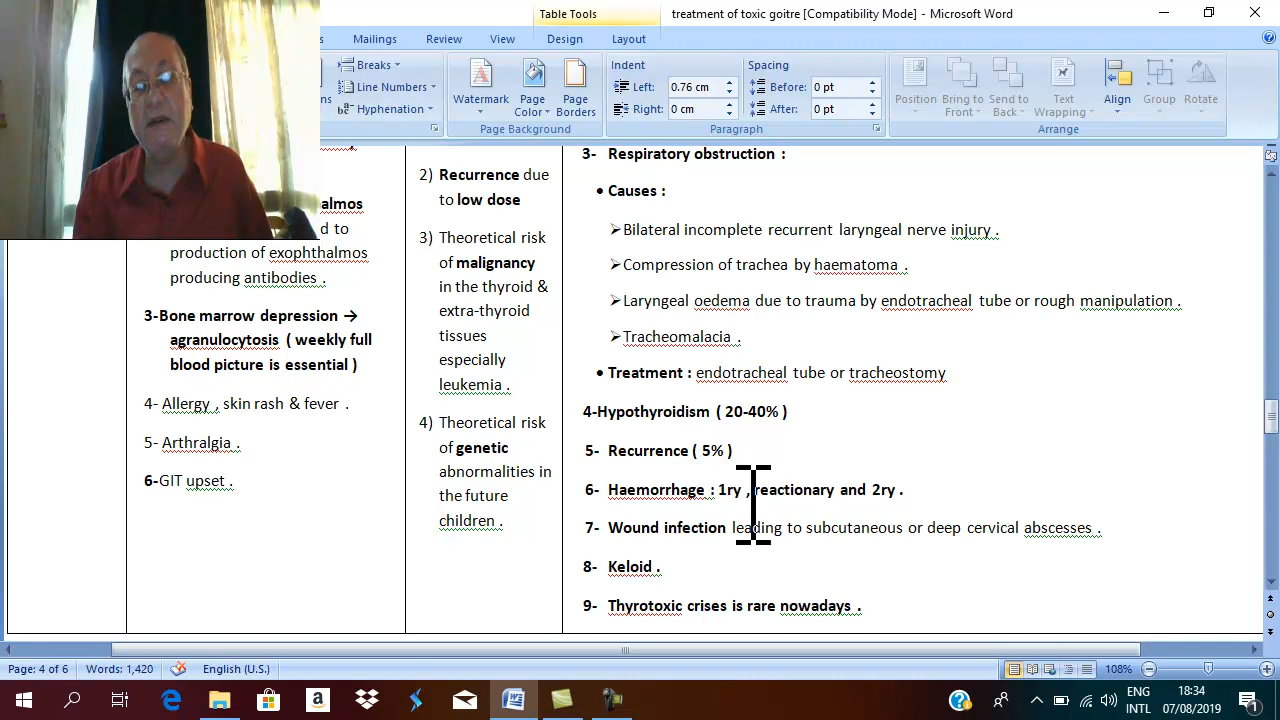 Table Tools
treatment of toxic goitre [Compatibility Mode] - Microsoft Word
Mailings
Review
View
Design
Layout
Breaks
Line Numbers
Hyphenation
Watermark
Page Color
Page Borders
Page Background
Indent
Left: 0.76 cm
Right: 0 cm
Spacing
Before: 0 pt
After: 0 pt
Paragraph
Position
Bring to Front
Send to Back
Text Wrapping
Align
Group
Rotate
Arrange
almos
d to
production of exophthalmos
producing antibodies .
3-Bone marrow depression →
agranulocytosis ( weekly full
blood picture is essential )
4- Allergy , skin rash & fever .
5- Arthralgia .
6-GIT upset .
2) Recurrence due
to low dose
3) Theoretical risk
of malignancy
in the thyroid &
extra-thyroid
tissues
especially
leukemia .
4) Theoretical risk
of genetic
abnormalities in
the future
children .
3- Respiratory obstruction :
• Causes :
➢Bilateral incomplete recurrent laryngeal nerve injury .
➢Compression of trachea by haematoma .
➢Laryngeal oedema due to trauma by endotracheal tube or rough manipulation .
➢Tracheomalacia .
• Treatment : endotracheal tube or tracheostomy
4-Hypothyroidism ( 20-40% )
5- Recurrence ( 5% )
6- Haemorrhage : 1ry , reactionary and 2ry .
7- Wound infection leading to subcutaneous or deep cervical abscesses .
8- Keloid .
9- Thyrotoxic crises is rare nowadays .
Page: 4 of 6
Words: 1,420
English (U.S.)
108%
ENG
INTL
18:34
07/08/2019
1